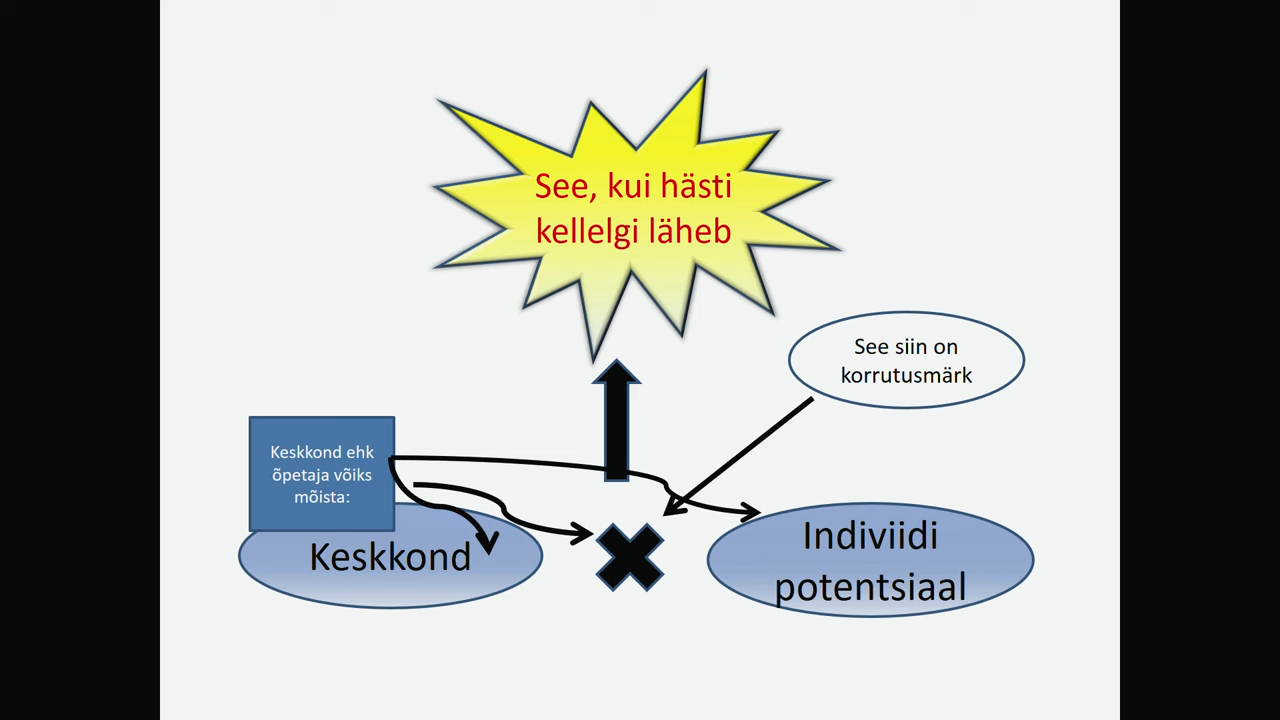 See, kui hästi
kellelgi läheb
See siin on
korrutusmärk
Keskkond ehk
õpetaja võiks
mõista:
Keskkond
Indiviidi
potentsiaal